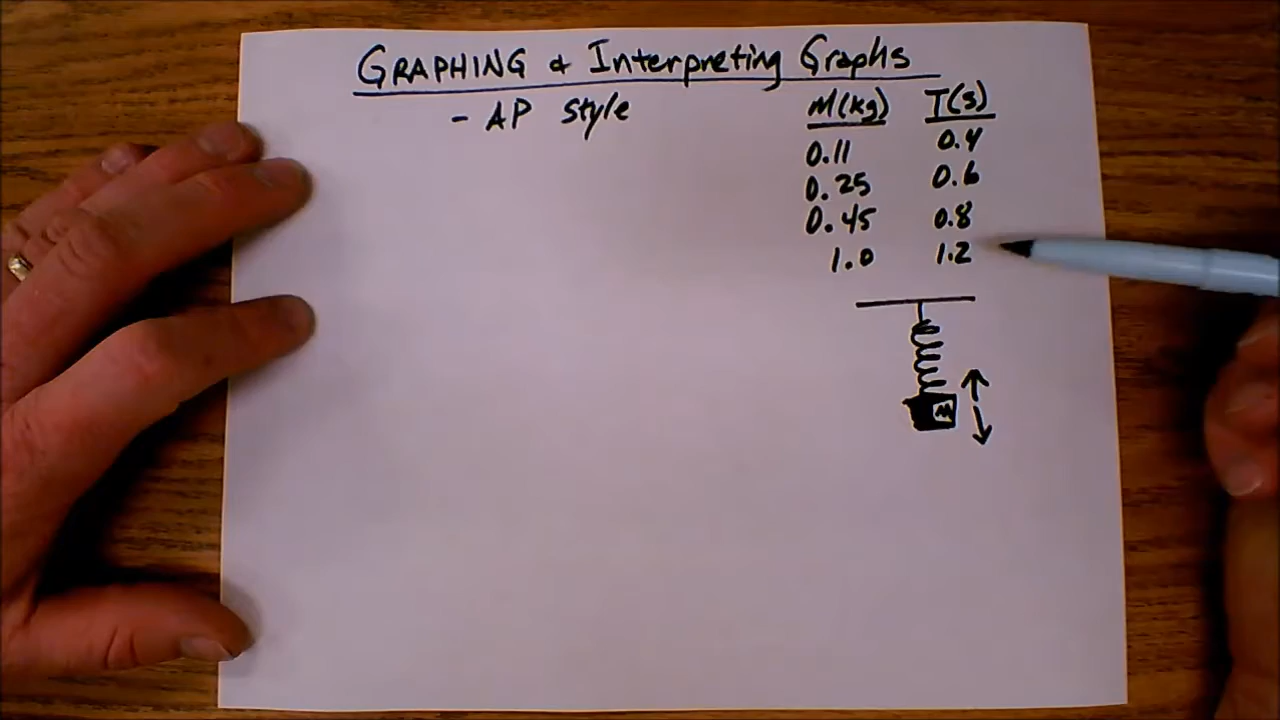 GRAPHING & Interpreting Graphs
- AP style
M(kg) T(s)
0.11 0.4
0.25 0.6
0.45 0.8
1.0 1.2
M